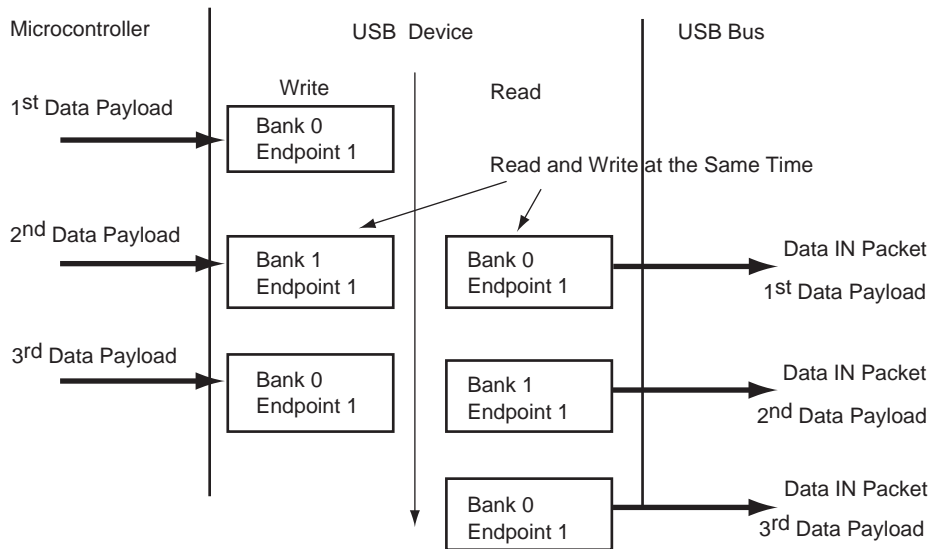 Microcontroller
USB Device
USB Bus
Write
Read
1st Data Payload
Bank 0
Endpoint 1
Read and Write at the Same Time
2nd Data Payload
Bank 1
Endpoint 1
Bank 0
Endpoint 1
Data IN Packet
1st Data Payload
3rd Data Payload
Bank 0
Endpoint 1
Bank 1
Endpoint 1
Data IN Packet
2nd Data Payload
Bank 0
Endpoint 1
Data IN Packet
3rd Data Payload